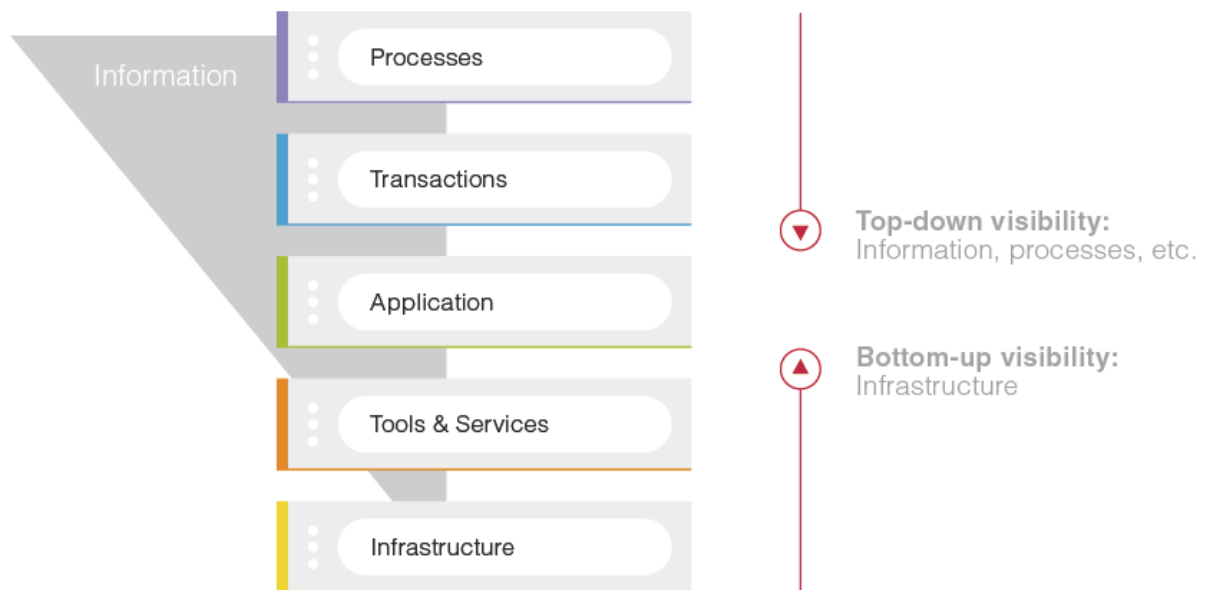 Information
Processes
Transactions
Application
Tools & Services
Infrastructure
Top-down visibility:
Information, processes, etc.
Bottom-up visibility:
Infrastructure